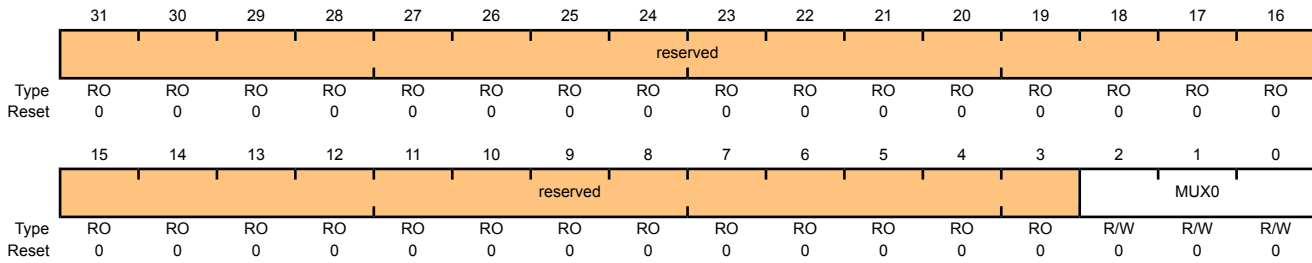 31 30 29 28 27 26 25 24 23 22 21 20 19 18 17 16
reserved
Type RO RO RO RO RO RO RO RO RO RO RO RO RO RO RO RO
Reset 0 0 0 0 0 0 0 0 0 0 0 0 0 0 0 0
15 14 13 12 11 10 9 8 7 6 5 4 3 2 1 0
reserved MUX0
Type RO RO RO RO RO RO RO RO RO RO RO RO RO R/W R/W R/W
Reset 0 0 0 0 0 0 0 0 0 0 0 0 0 0 0 0